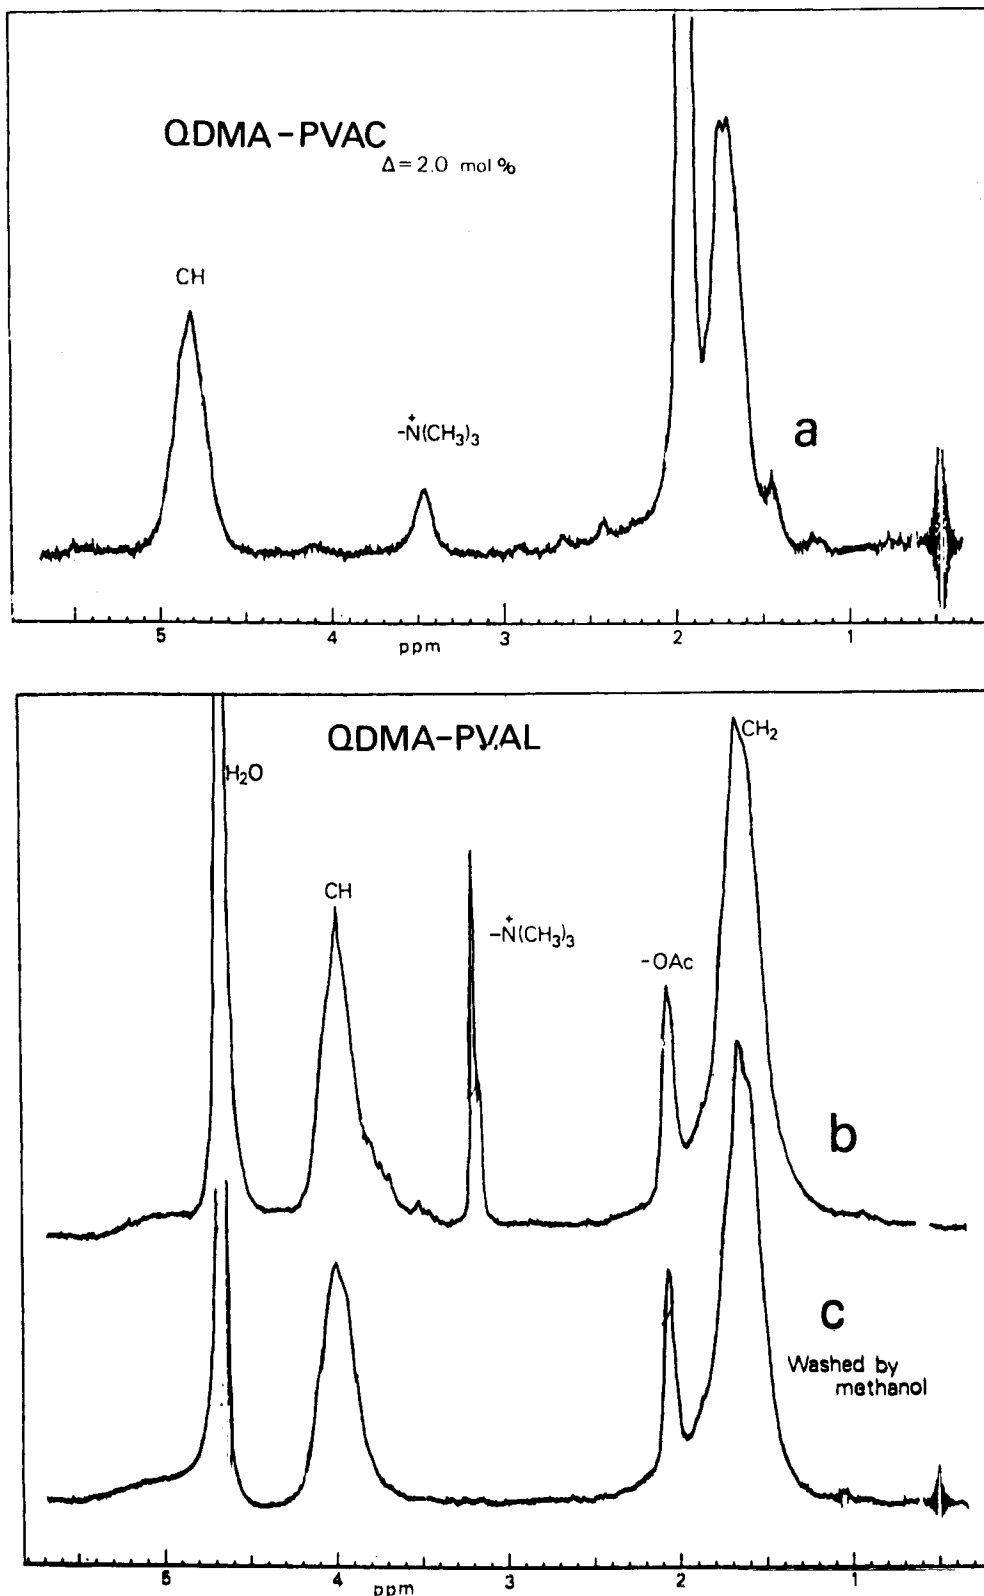 QDMA-PVAC
Δ=2.0 mol %
CH
-N⁺(CH₃)₃
a
5 4 3 2 1
ppm
QDMA-PVAL
CH₂
H₂O
CH
-N⁺(CH₃)₃
-OAc
b
c
Washed by
methanol
5 4 3 2 1
ppm